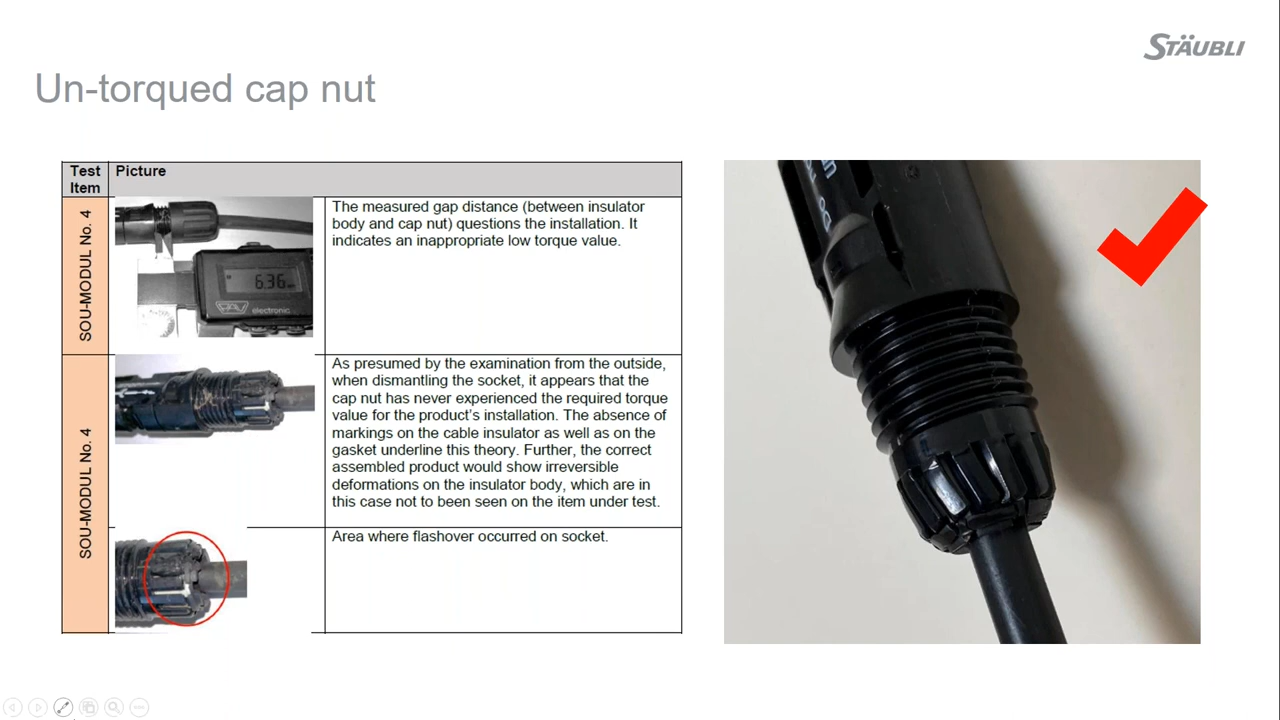 STÄUBLI
Un-torqued cap nut
Test
Item
Picture
SOU-MODUL No. 4
The measured gap distance (between insulator
body and cap nut) questions the installation. It
indicates an inappropriate low torque value.
6.36
electronic
SOU-MODUL No. 4
As presumed by the examination from the outside,
when dismantling the socket, it appears that the
cap nut has never experienced the required torque
value for the product's installation. The absence of
markings on the cable insulator as well as on the
gasket underline this theory. Further, the correct
assembled product would show irreversible
deformations on the insulator body, which are in
this case not to been seen on the item under test.
Area where flashover occurred on socket.